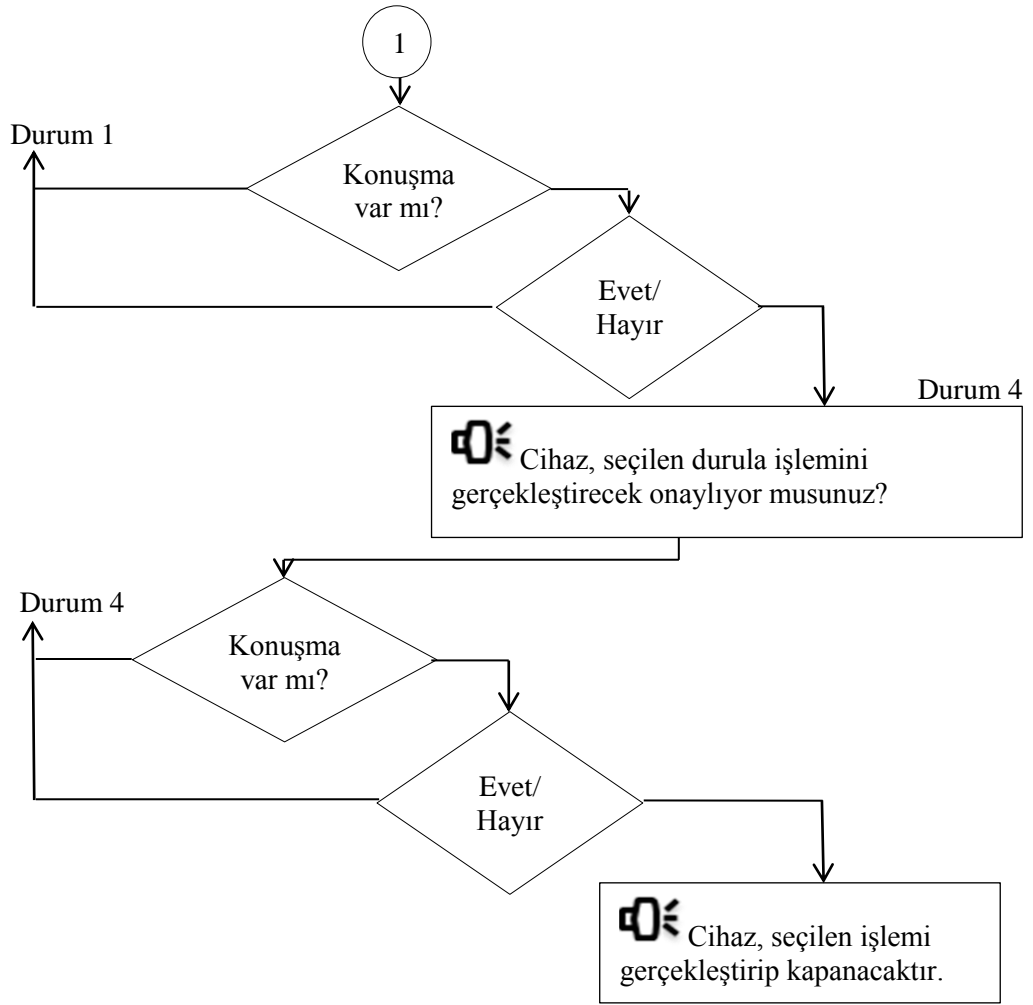 1
Durum 1
Konuşma
var mı?
Evet/
Hayır
Durum 4
Cihaz, seçilen durula işlemini
gerçekleştirecek onaylıyor musunuz?
Durum 4
Konuşma
var mı?
Evet/
Hayır
Cihaz, seçilen işlemi
gerçekleştirip kapanacaktır.